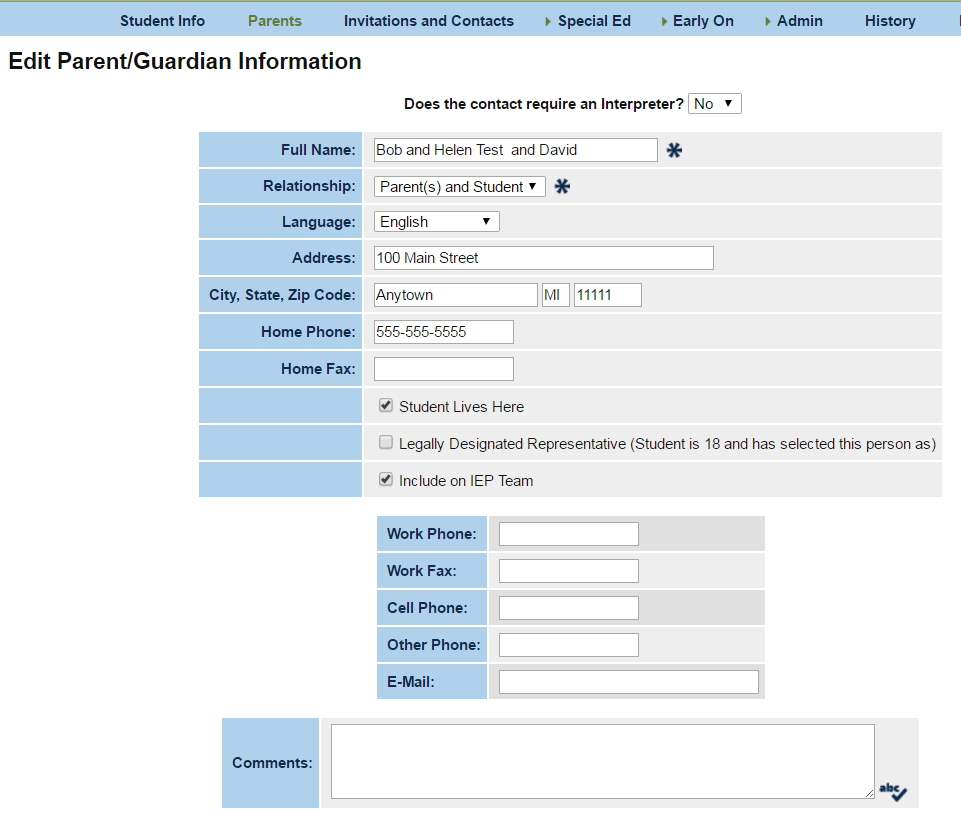 Student Info Parents Invitations and Contacts Special Ed Early On Admin History
Edit Parent/Guardian Information
Does the contact require an Interpreter? No
Full Name: Bob and Helen Test  and David
Relationship: Parent(s) and Student
Language: English
Address: 100 Main Street
City, State, Zip Code: Anytown MI 11111
Home Phone: 555-555-5555
Home Fax:
Student Lives Here
Legally Designated Representative (Student is 18 and has selected this person as)
Include on IEP Team
Work Phone:
Work Fax:
Cell Phone:
Other Phone:
E-Mail:
Comments:
abc